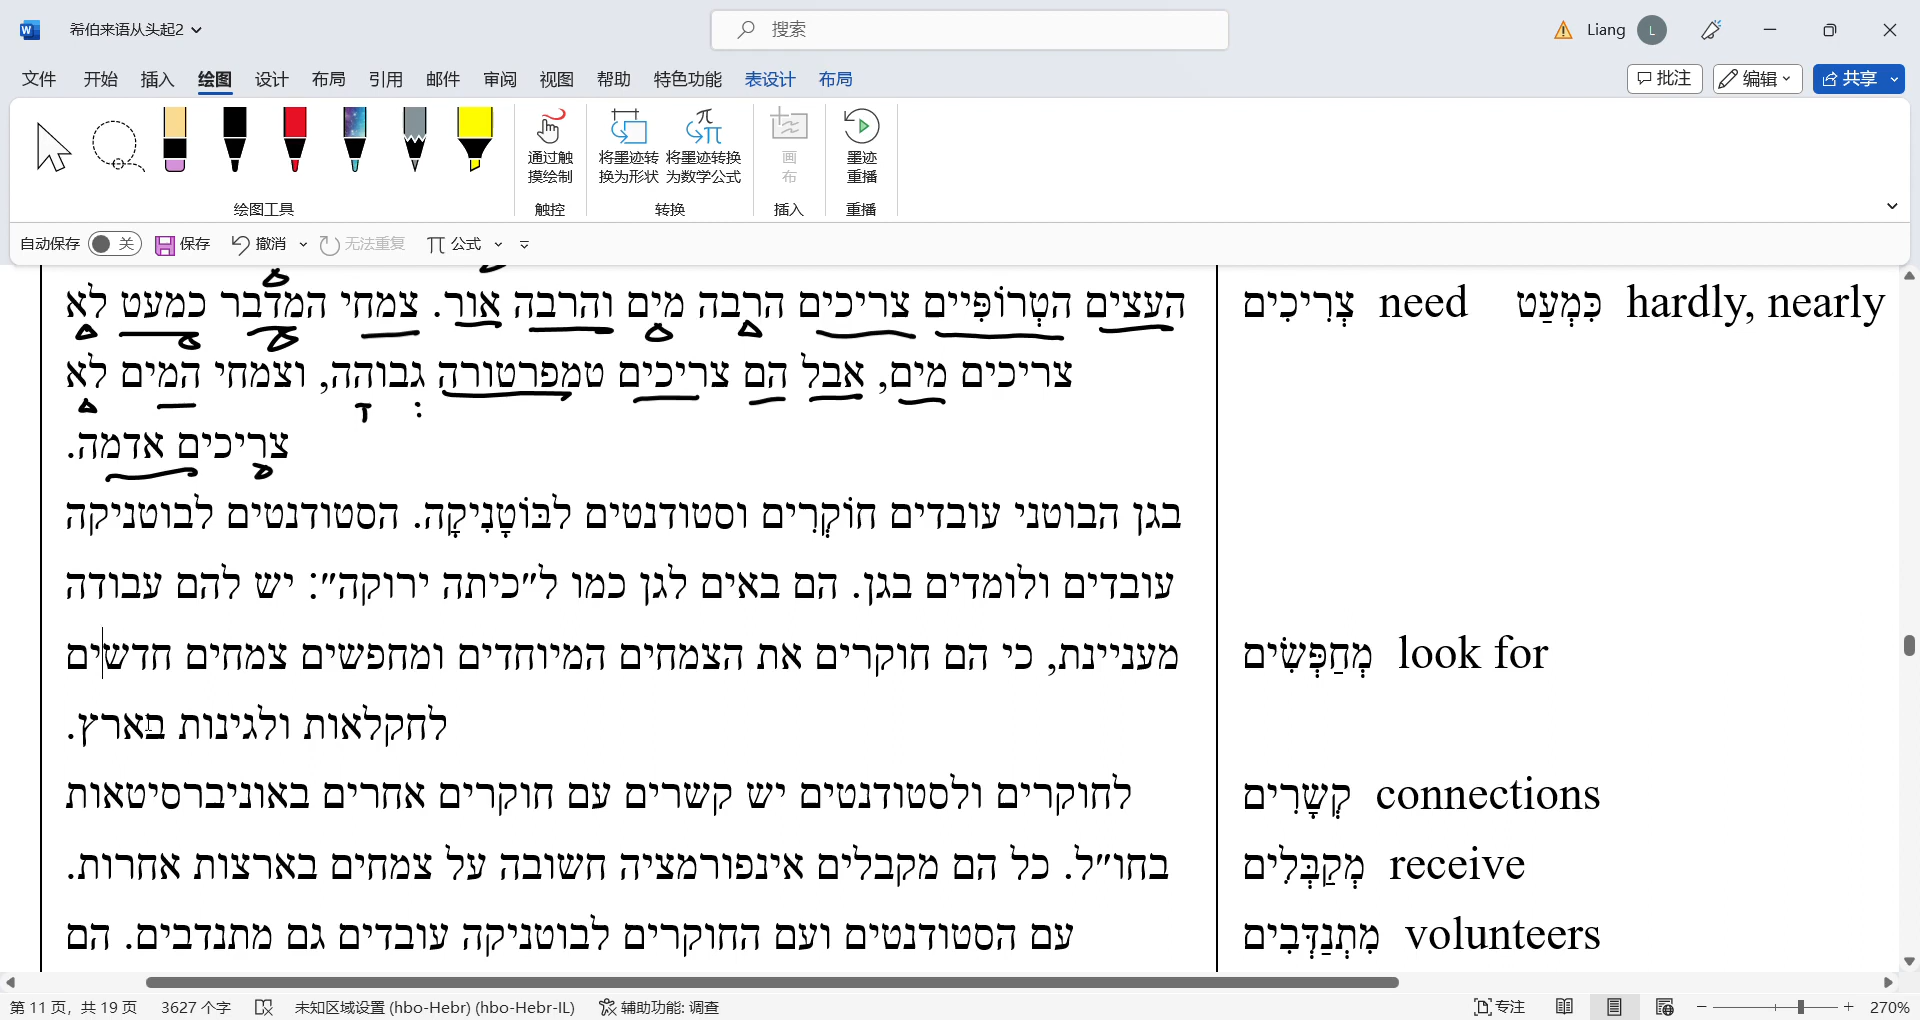 希伯来语从头起2
搜索
Liang
L
文件 开始 插入 绘图 设计 布局 引用 邮件 审阅 视图 帮助 特色功能 表设计 布局
批注 编辑 共享
通过触摸绘制
将墨迹转换为形状
将墨迹转换为数学公式
画布
墨迹重播
绘图工具 触控 转换 插入 重播
自动保存 关 保存 撤消 无法重复 公式
העצים הטְרוֹפִּיים צריכים הרבה מים והרבה אור. צמחי המדבר כמעט לא
צְרִיכִים need כִּמְעַט hardly, nearly
צריכים מים, אבל הם צריכים טמפרטורה גבוהה, וצמחי המים לא
צריכים אדמה.
בגן הבוטני עובדים חוֹקְרִים וסטודנטים לבּוֹטָנִיקָה. הסטודנטים לבוטניקה
עובדים ולומדים בגן. הם באים לגן כמו ל״כיתה ירוקה״: יש להם עבודה
מעניינת, כי הם חוקרים את הצמחים המיוחדים ומחפשים צמחים חדשים
מְחַפְּשִׂים look for
לחקלאות ולגינות בארץ.
לחוקרים ולסטודנטים יש קשרים עם חוקרים אחרים באוניברסיטאות
קְשָׁרִים connections
בחו״ל. כל הם מקבלים אינפורמציה חשובה על צמחים בארצות אחרות.
מְקַבְּלִים receive
עם הסטודנטים ועם החוקרים לבוטניקה עובדים גם מתנדבים. הם
מִתְנַדְּבִים volunteers
第 11 页，共 19 页 3627 个字 未知区域设置 (hbo-Hebr) (hbo-Hebr-IL) 辅助功能: 调查 专注 270%